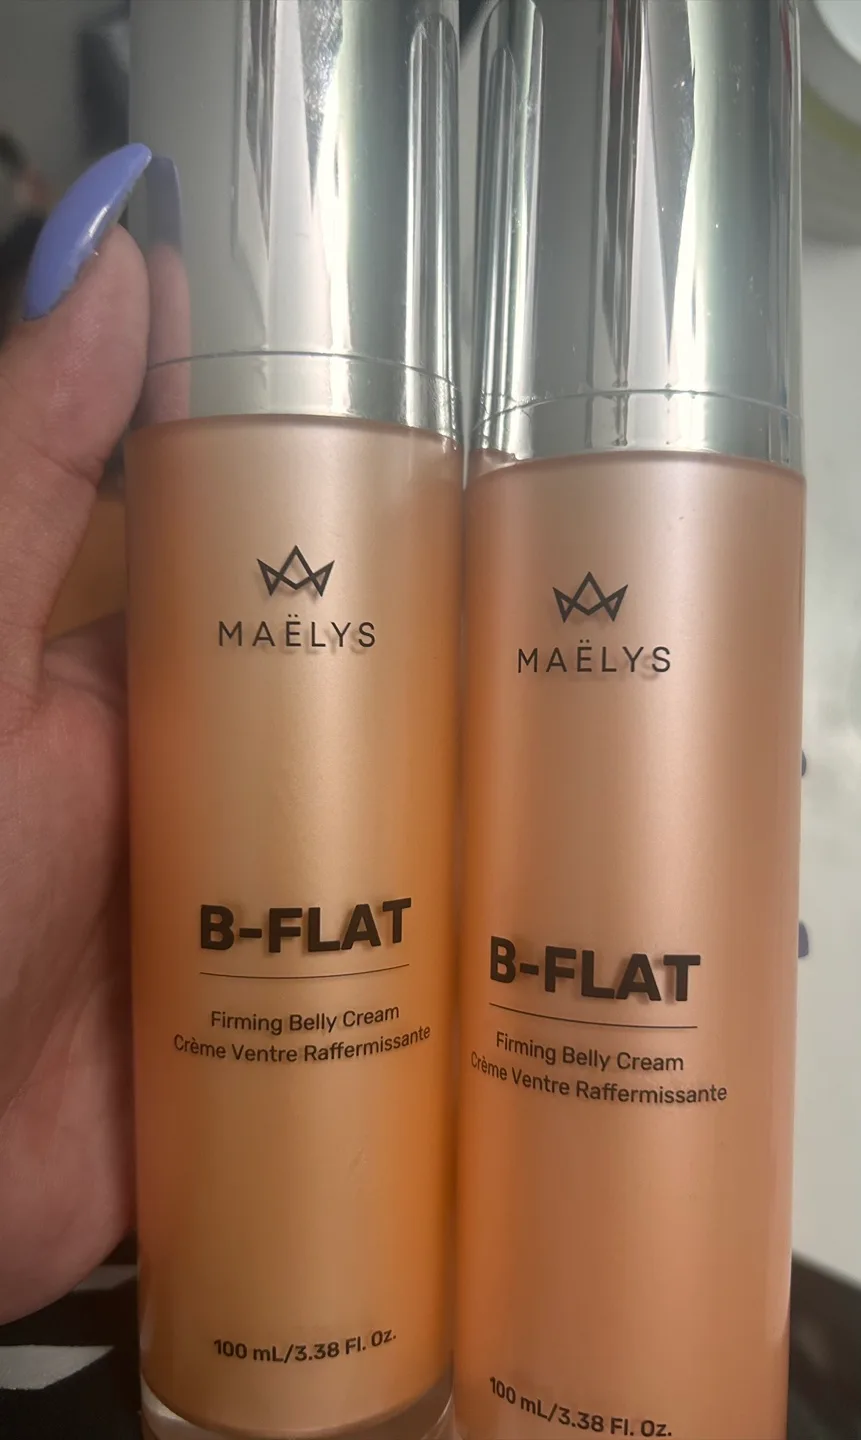 MAËLYS
B-FLAT
Firming Belly Cream
Crème Ventre Raffermissante
100 mL/3.38 Fl. Oz.
MAËLYS
B-FLAT
Firming Belly Cream
Crème Ventre Raffermissante
100 mL/3.38 Fl. Oz.